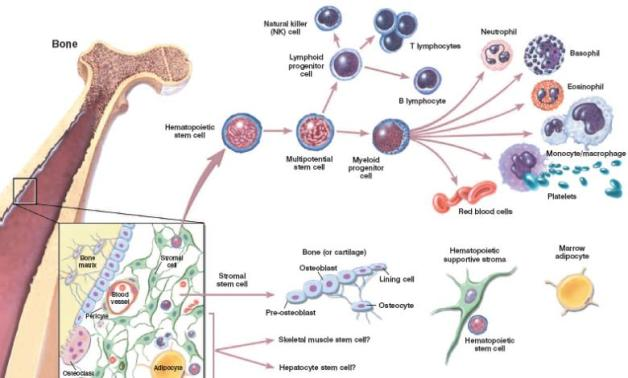 Bone
Natural killer
(NK) cell
T lymphocytes
Lymphoid
progenitor
cell
B lymphocyte
Neutrophil
Basophil
Eosinophil
Monocyte/macrophage
Platelets
Red blood cells
Hematopoietic
stem cell
Multipotential
stem cell
Myeloid
progenitor
cell
Bone
matrix
Stromal
cell
Blood
vessel
Pericyte
Osteoclast
Adipocyte
Stromal
stem cell
Bone (or cartilage)
Osteoblast
Lining cell
Pre-osteoblast
Osteocyte
Skeletal muscle stem cell?
Hepatocyte stem cell?
Hematopoietic
supportive stroma
Hematopoietic
stem cell
Marrow
adipocyte